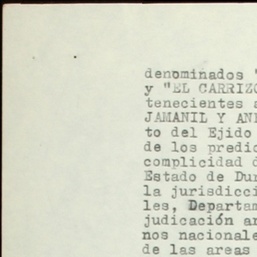 denominados "
y "EL CARRIZO
tenecientes a
JAMANIL Y AN
to del Ejido
de los predio
complicidad d
Estado de Dur
la jurisdicci
les, Departam
judicación an
nos nacionale
de las areas